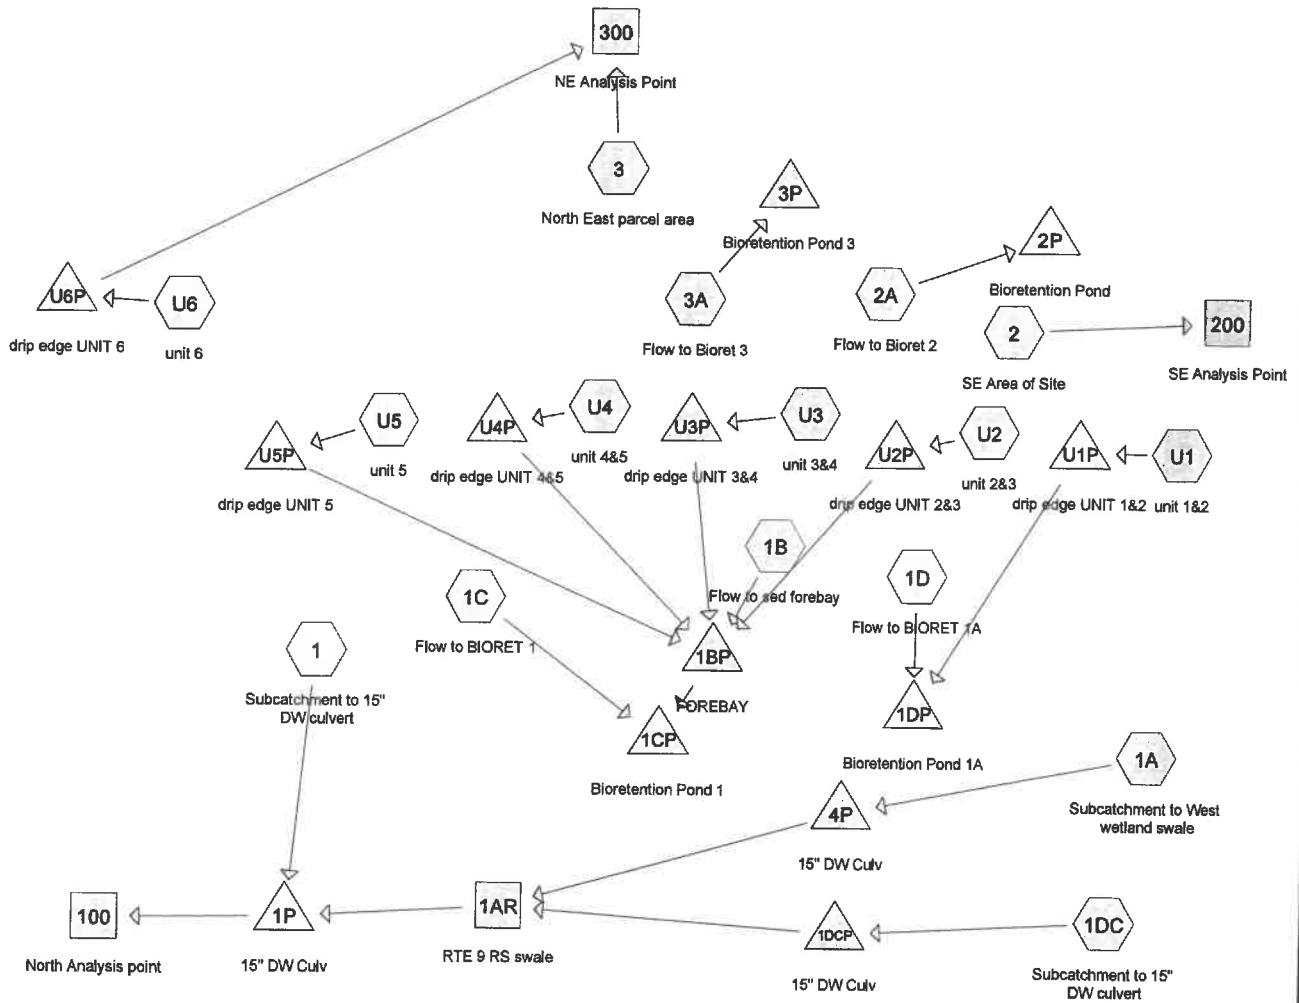 300
NE Analysis Point
3
North East parcel area
3P
Bioretention Pond 3
2P
Bioretention Pond
U6P
drip edge UNIT 6
U6
unit 6
3A
Flow to Bioret 3
2A
Flow to Bioret 2
2
SE Area of Site
200
SE Analysis Point
U5P
drip edge UNIT 5
U5
unit 5
U4P
drip edge UNIT 4&5
U4
unit 4&5
U3P
drip edge UNIT 3&4
U3
unit 3&4
U2P
drip edge UNIT 2&3
U2
unit 2&3
U1P
drip edge UNIT 1&2
U1
unit 1&2
1B
Flow to sed forebay
1C
Flow to BIORET 1
1D
Flow to BIORET 1A
1
Subcatchment to 15"
DW culvert
1BP
FOREBAY
1CP
Bioretention Pond 1
1DP
Bioretention Pond 1A
1A
Subcatchment to West
wetland swale
4P
15" DW Culv
100
North Analysis point
1P
15" DW Culv
1AR
RTE 9 RS swale
1DCP
15" DW Culv
1DC
Subcatchment to 15"
DW culvert